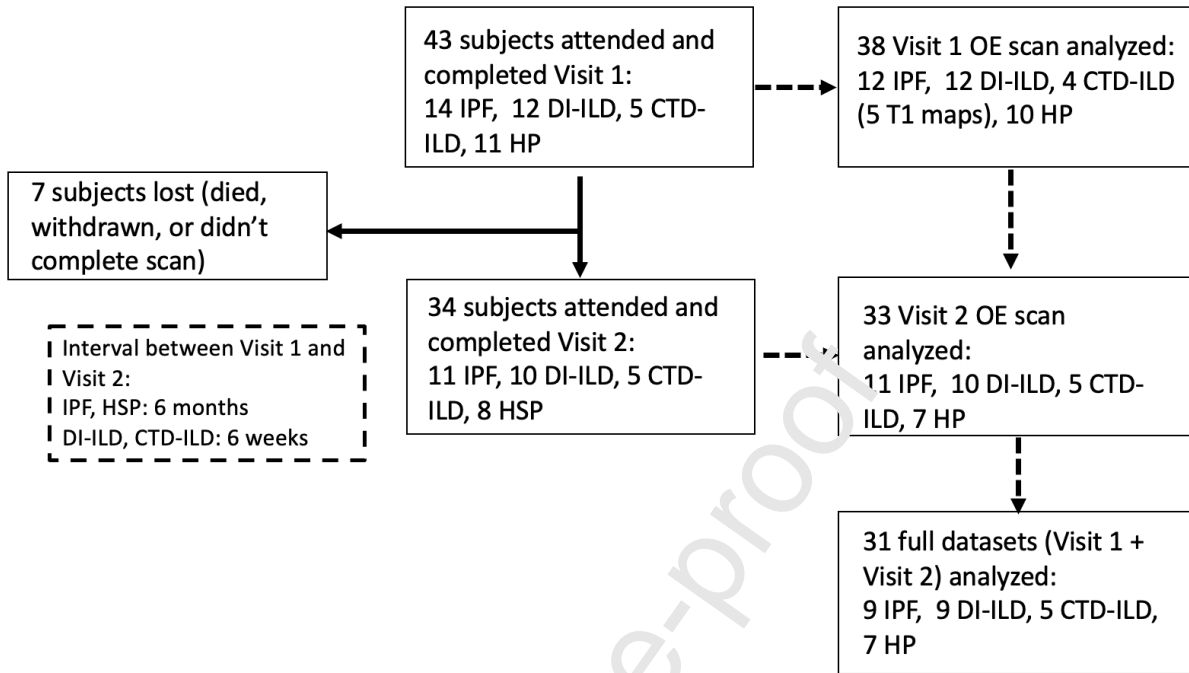 43 subjects attended and
completed Visit 1:
14 IPF, 12 DI-ILD, 5 CTD-
ILD, 11 HP
38 Visit 1 OE scan analyzed:
12 IPF, 12 DI-ILD, 4 CTD-ILD
(5 T1 maps), 10 HP
7 subjects lost (died,
withdrawn, or didn't
complete scan)
34 subjects attended and
completed Visit 2:
11 IPF, 10 DI-ILD, 5 CTD-
ILD, 8 HSP
33 Visit 2 OE scan
analyzed:
11 IPF, 10 DI-ILD, 5 CTD-
ILD, 7 HP
Interval between Visit 1 and
Visit 2:
IPF, HSP: 6 months
DI-ILD, CTD-ILD: 6 weeks
31 full datasets (Visit 1 +
Visit 2) analyzed:
9 IPF, 9 DI-ILD, 5 CTD-ILD,
7 HP
e-proof